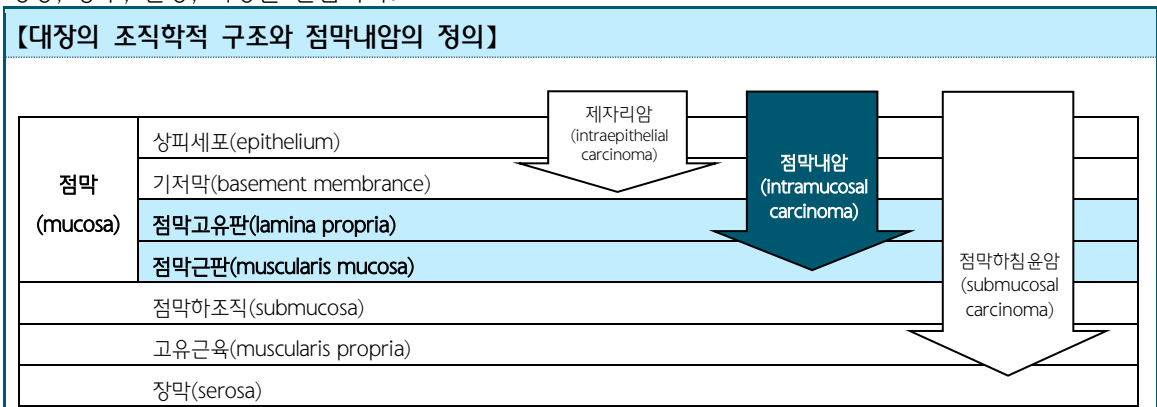 【대장의 조직학적 구조와 점막내암의 정의】
제자리암
(intraepithelial
carcinoma)
점막내암
(intramucosal
carcinoma)
점막하침윤암
(submucosal
carcinoma)
점막
(mucosa)
상피세포(epithelium)
기저막(basement membrance)
점막고유판(lamina propria)
점막근판(muscularis mucosa)
점막하조직(submucosa)
고유근육(muscularis propria)
장막(serosa)